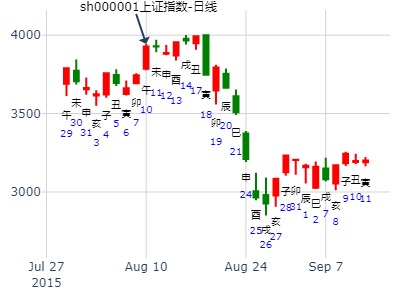 sh000001上证指数-日线
4000
3500
3000
午
29
未
30
申
31
亥
3
子
4
丑
5
寅
6
卯
7
午
10
未
11
申
12
酉
13
戌
14
丑
17
寅
18
卯
19
辰
20
巳
21
申
24
酉
25
戌
26
亥
27
子
28
卯
31
辰
1
巳
2
戌
7
亥
8
子
9
丑
10
寅
11
Jul 27
2015
Aug 10
Aug 24
Sep 7